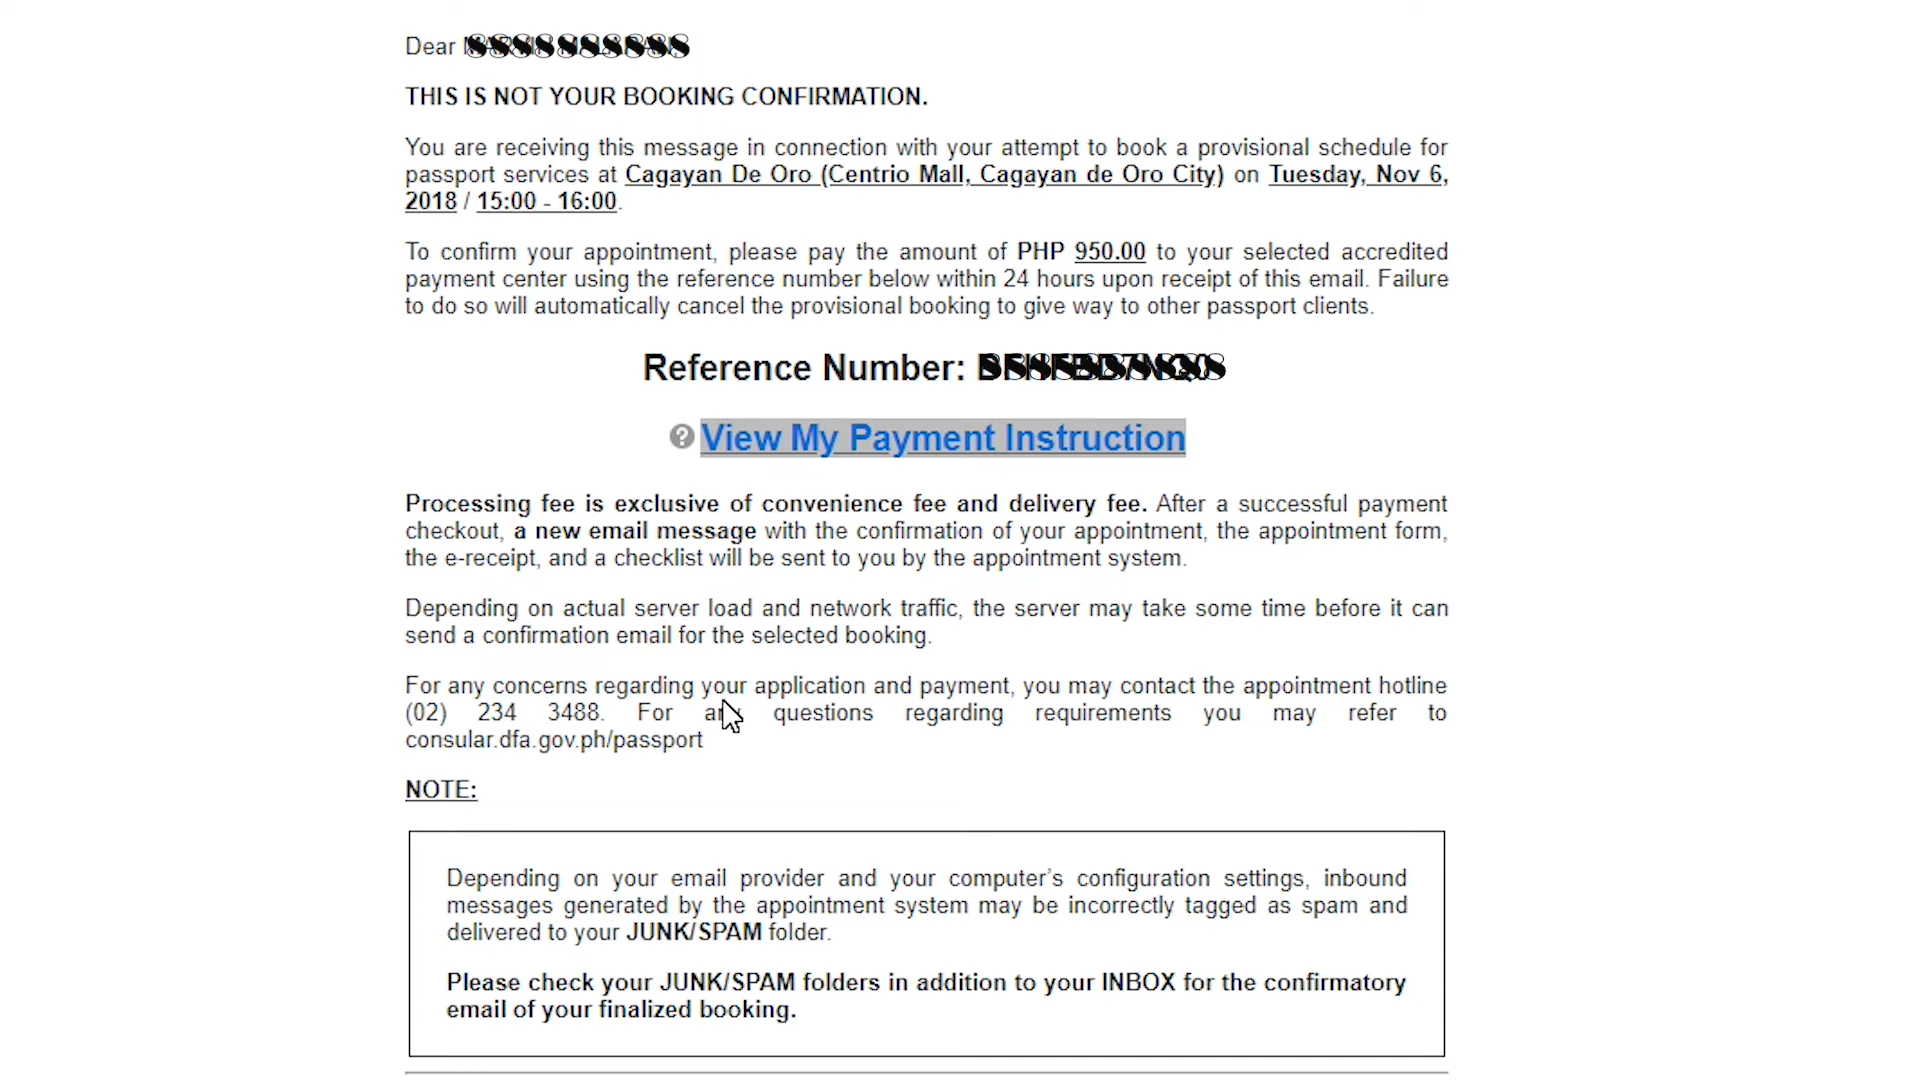 Dear
THIS IS NOT YOUR BOOKING CONFIRMATION.
You are receiving this message in connection with your attempt to book a provisional schedule for
passport services at Cagayan De Oro (Centrio Mall, Cagayan de Oro City) on Tuesday, Nov 6,
2018 / 15:00 - 16:00.
To confirm your appointment, please pay the amount of PHP 950.00 to your selected accredited
payment center using the reference number below within 24 hours upon receipt of this email. Failure
to do so will automatically cancel the provisional booking to give way to other passport clients.
Reference Number:
View My Payment Instruction
Processing fee is exclusive of convenience fee and delivery fee. After a successful payment
checkout, a new email message with the confirmation of your appointment, the appointment form,
the e-receipt, and a checklist will be sent to you by the appointment system.
Depending on actual server load and network traffic, the server may take some time before it can
send a confirmation email for the selected booking.
For any concerns regarding your application and payment, you may contact the appointment hotline
(02) 234 3488. For any questions regarding requirements you may refer to
consular.dfa.gov.ph/passport
NOTE:
Depending on your email provider and your computer's configuration settings, inbound
messages generated by the appointment system may be incorrectly tagged as spam and
delivered to your JUNK/SPAM folder.
Please check your JUNK/SPAM folders in addition to your INBOX for the confirmatory
email of your finalized booking.